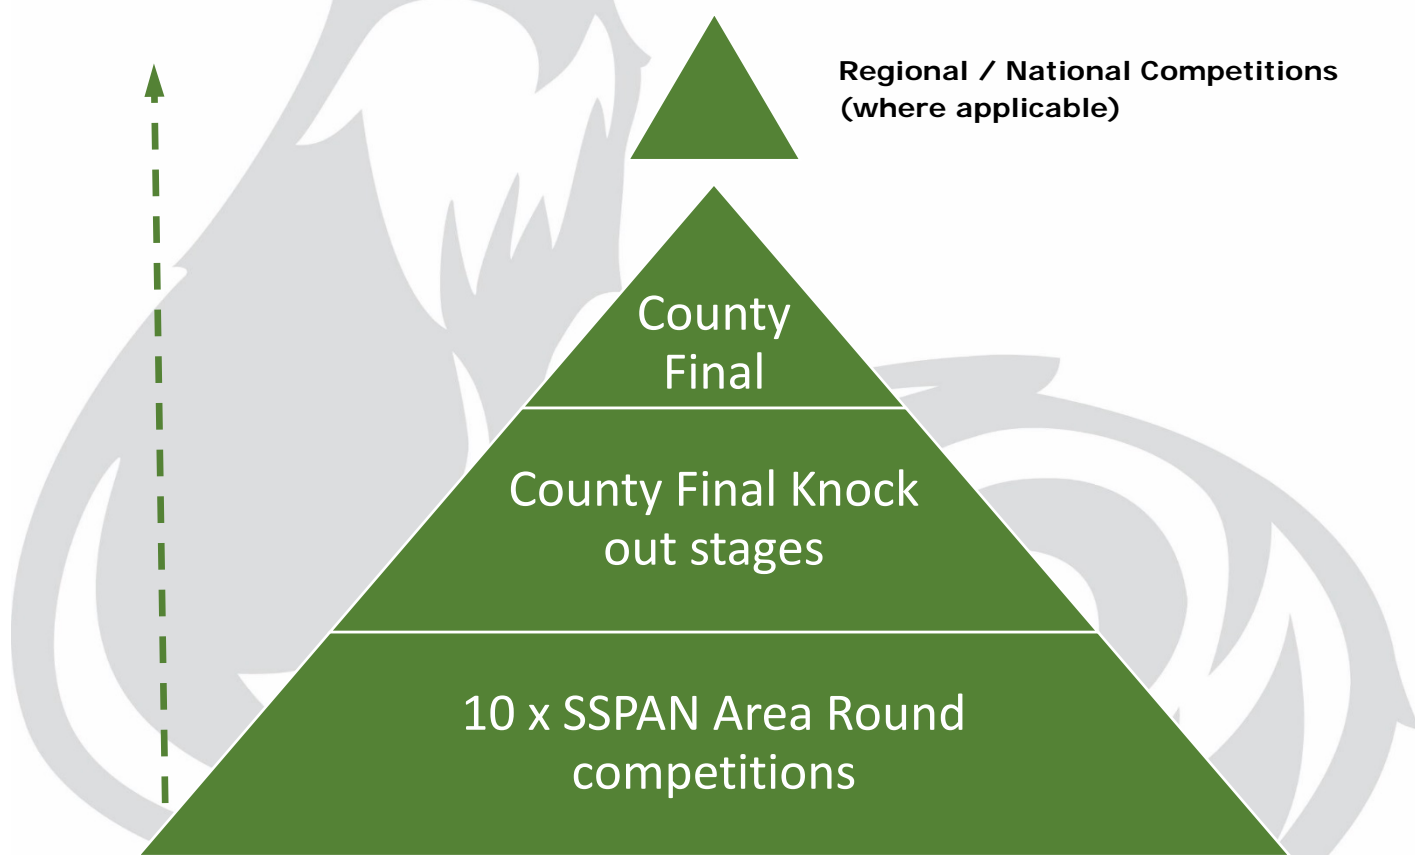 Regional / National Competitions
(where applicable)
County
Final
County Final Knock
out stages
10 x SSPAN Area Round
competitions